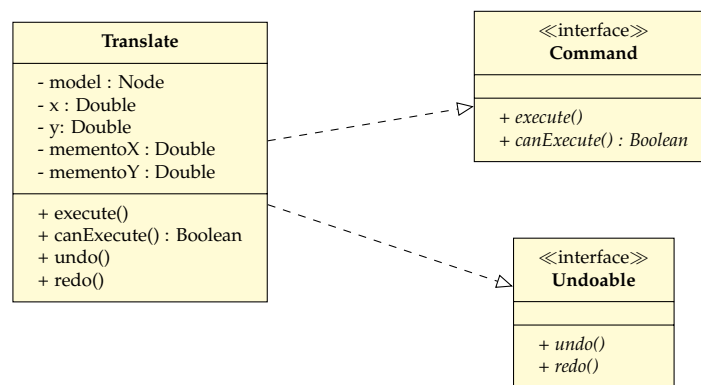 Translate
- model : Node
- x : Double
- y: Double
- mementoX : Double
- mementoY : Double
+ execute()
+ canExecute() : Boolean
+ undo()
+ redo()
≪interface≫
Command
+ execute()
+ canExecute() : Boolean
≪interface≫
Undoable
+ undo()
+ redo()